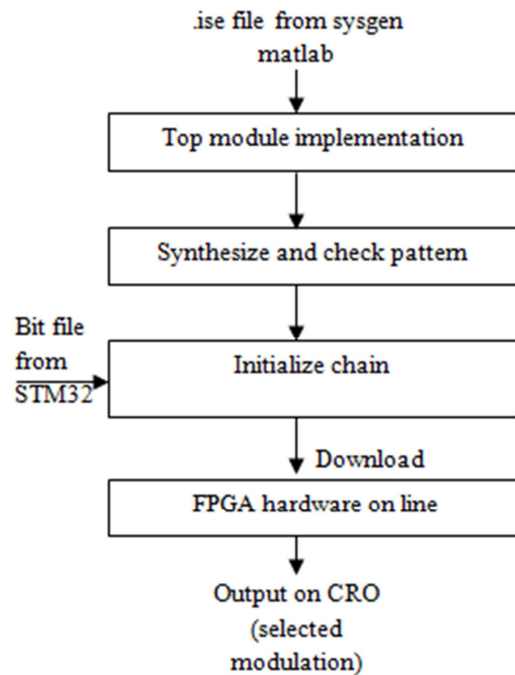 .ise file from sysgen
matlab
Top module implementation
Synthesize and check pattern
Bit file
from
STM32
Initialize chain
Download
FPGA hardware on line
Output on CRO
(selected
modulation)